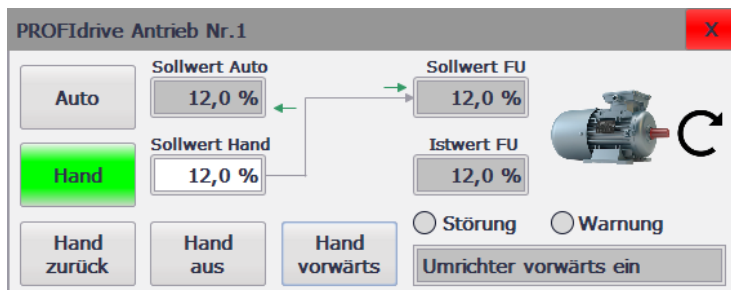 PROFIdrive Antrieb Nr.1
X
Auto
Sollwert Auto
12,0 %
Sollwert FU
12,0 %
Hand
Sollwert Hand
12,0 %
Istwert FU
12,0 %
Störung
Warnung
Hand
zurück
Hand
aus
Hand
vorwärts
Umrichter vorwärts ein